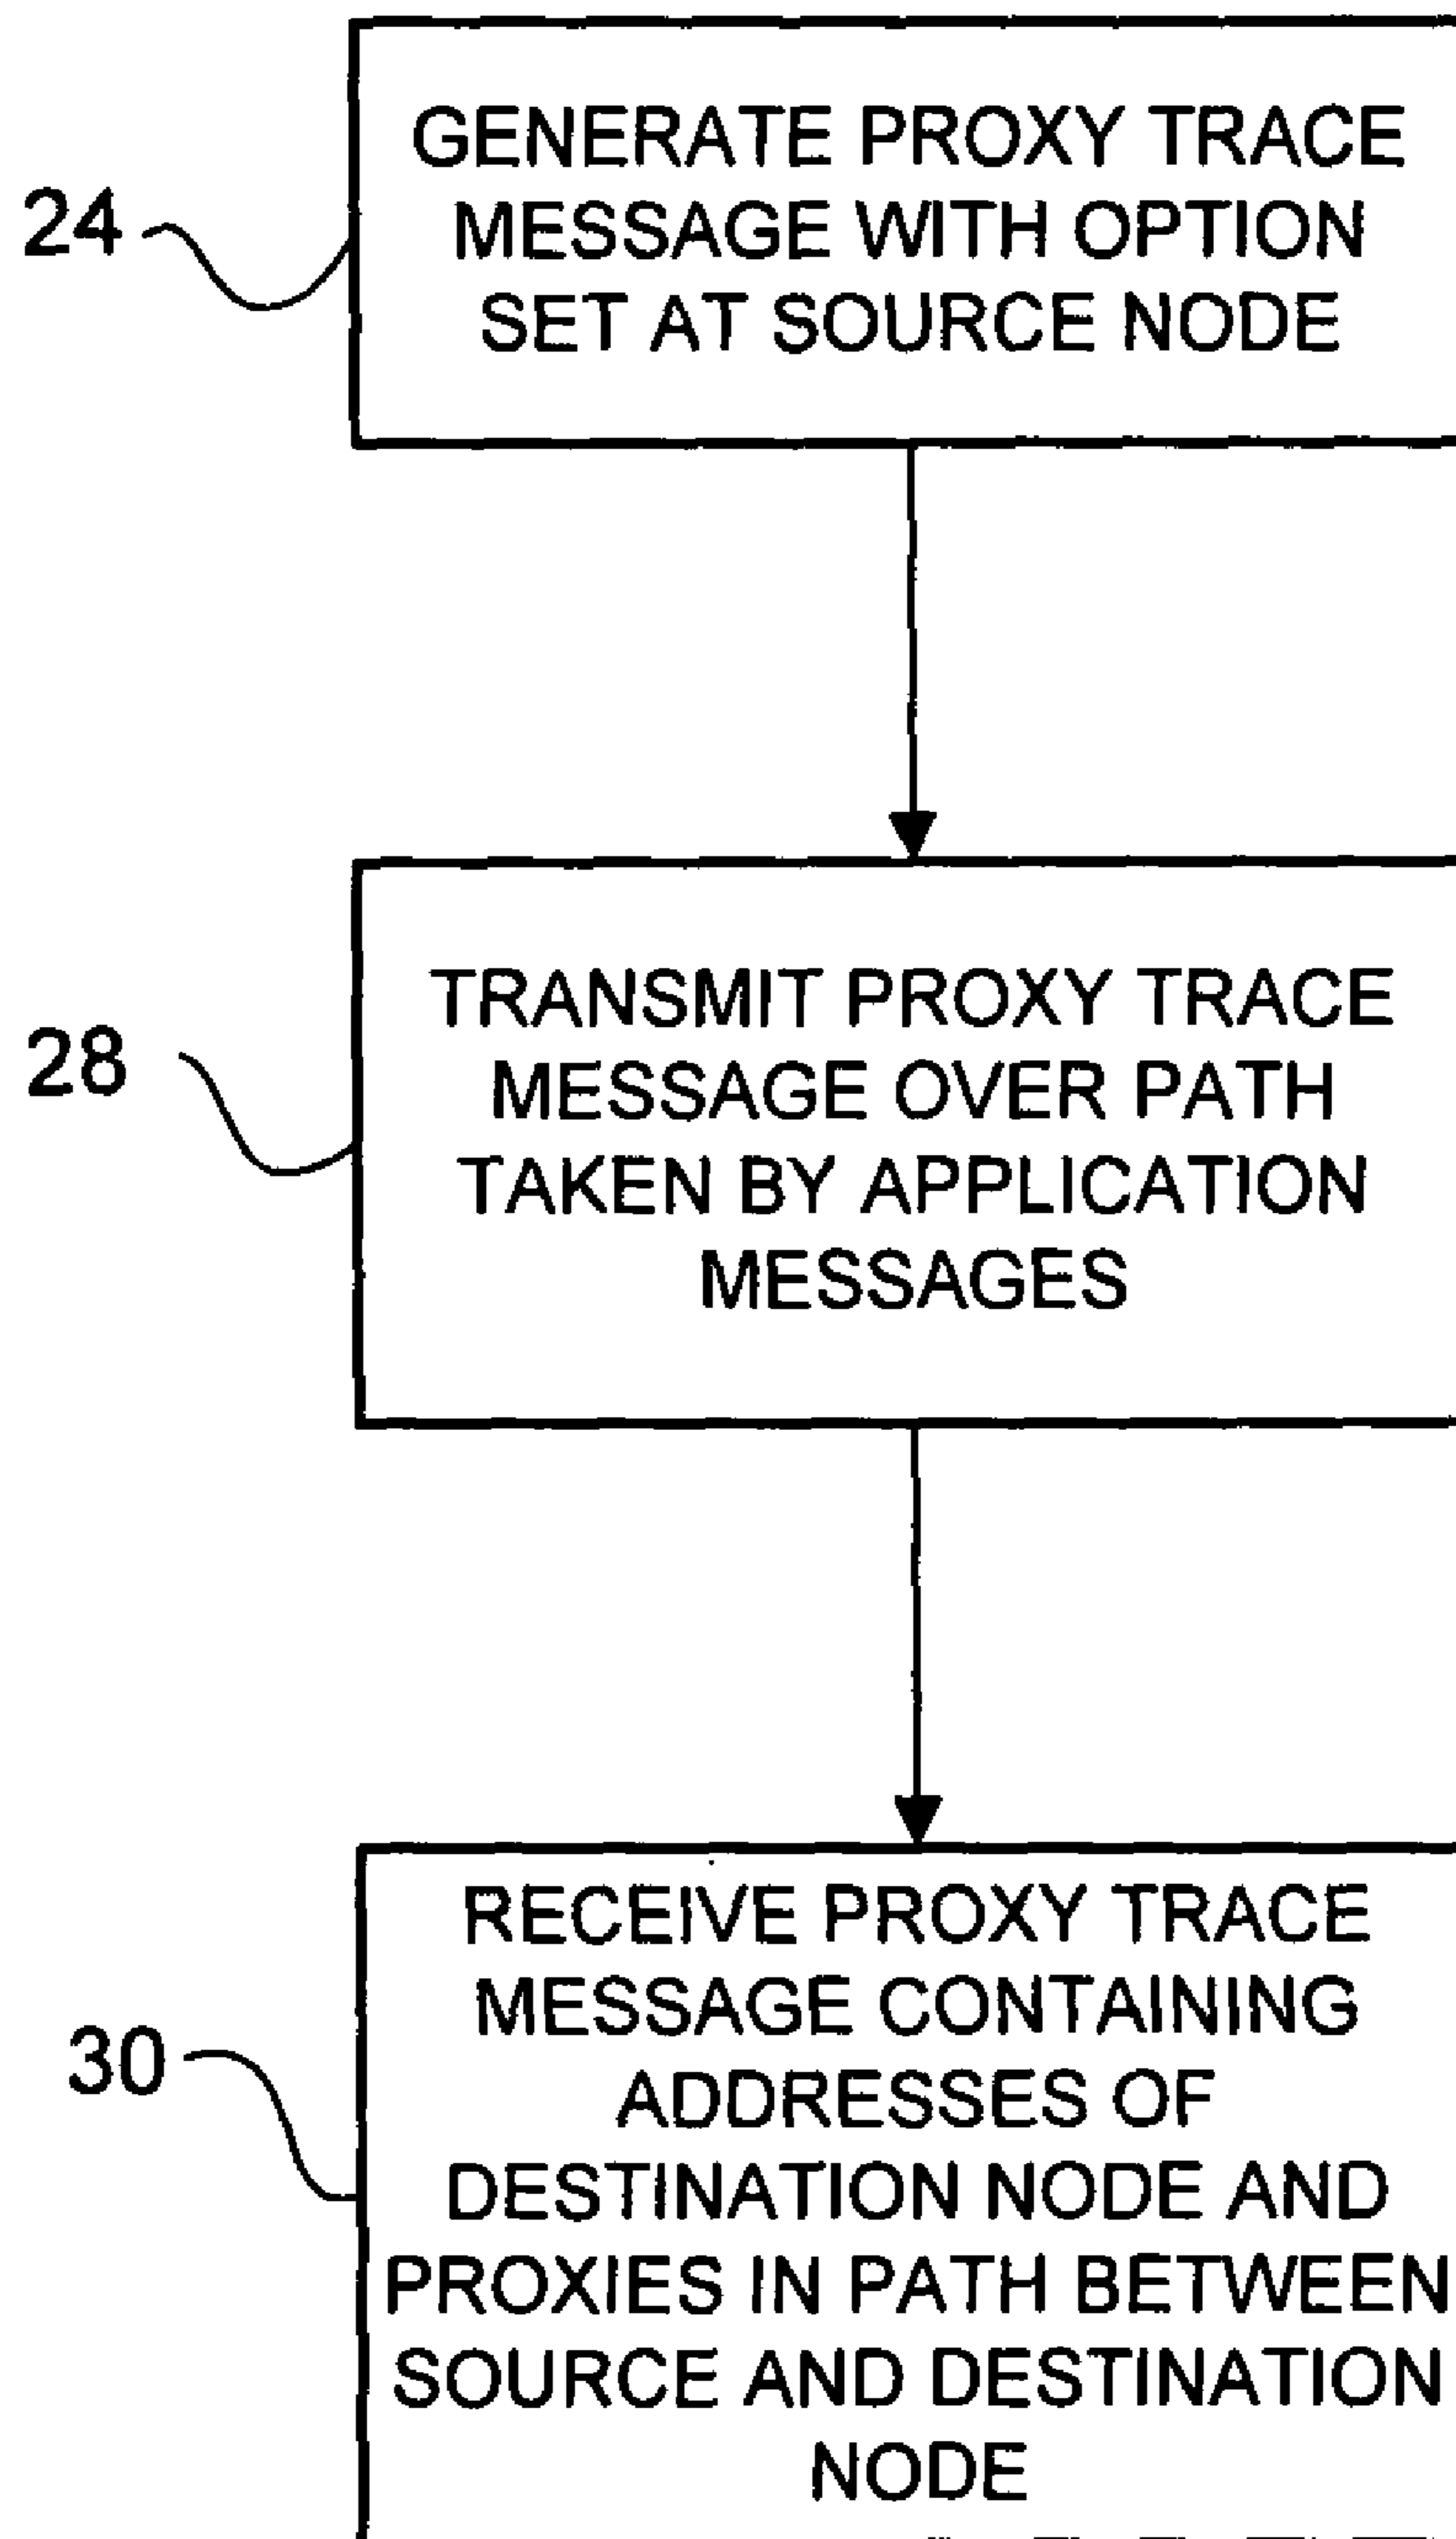 24
GENERATE PROXY TRACE
MESSAGE WITH OPTION
SET AT SOURCE NODE
28
TRANSMIT PROXY TRACE
MESSAGE OVER PATH
TAKEN BY APPLICATION
MESSAGES
30
RECEIVE PROXY TRACE
MESSAGE CONTAINING
ADDRESSES OF
DESTINATION NODE AND
PROXIES IN PATH BETWEEN
SOURCE AND DESTINATION
NODE